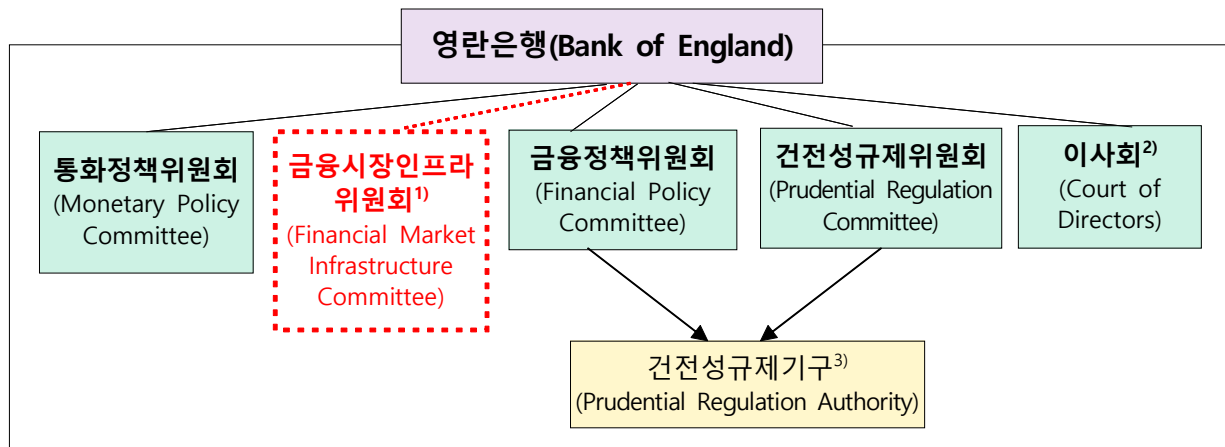 영란은행(Bank of England)
통화정책위원회
(Monetary Policy
Committee)
금융시장인프라
위원회1)
(Financial Market
Infrastructure
Committee)
금융정책위원회
(Financial Policy
Committee)
건전성규제위원회
(Prudential Regulation
Committee)
이사회2)
(Court of
Directors)
건전성규제기구3)
(Prudential Regulation Authority)